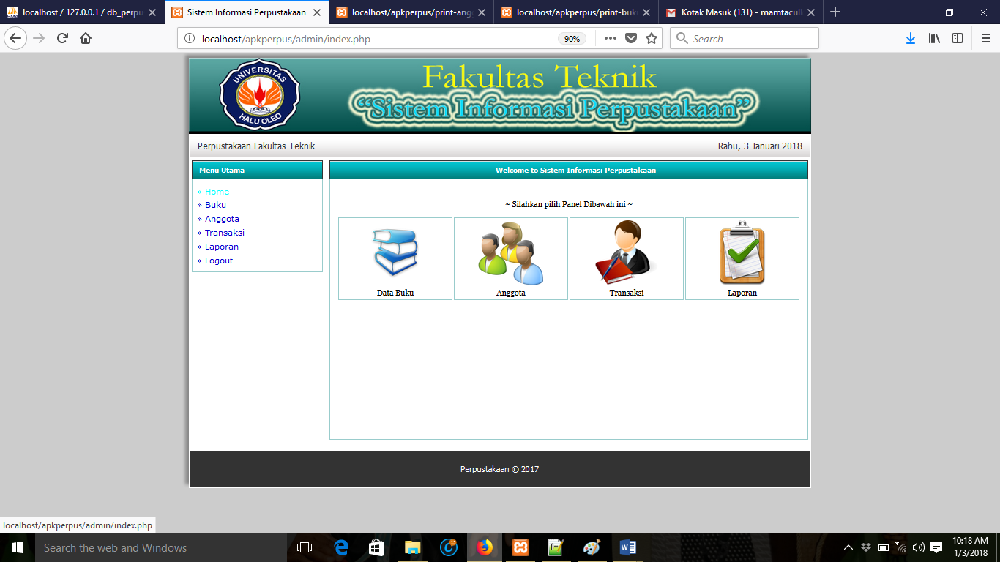 localhost / 127.0.0.1 / db_perpu
Sistem Informasi Perpustakaan
localhost/apkperpus/print-ang
localhost/apkperpus/print-buk
Kotak Masuk (131) - mamtacull
localhost/apkperpus/admin/index.php
90%
Search
UNIVERSITAS
HALU OLEO
Fakultas Teknik
“Sistem Informasi Perpustakaan”
Perpustakaan Fakultas Teknik
Rabu, 3 Januari 2018
Menu Utama
» Home
» Buku
» Anggota
» Transaksi
» Laporan
» Logout
Welcome to Sistem Informasi Perpustakaan
~ Silahkan pilih Panel Dibawah ini ~
Data Buku
Anggota
Transaksi
Laporan
Perpustakaan © 2017
localhost/apkperpus/admin/index.php
Search the web and Windows
10:18 AM
1/3/2018